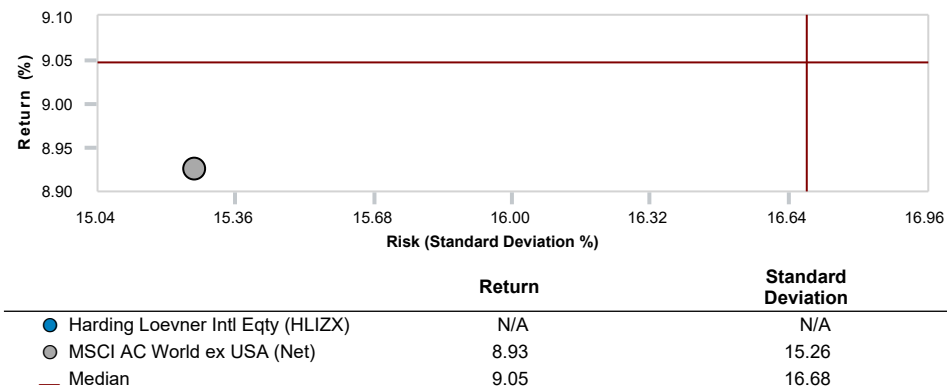 9.10
9.05
9.00
8.95
8.90
Return (%)
15.04 15.36 15.68 16.00 16.32 16.64 16.96
Risk (Standard Deviation %)
Return Standard Deviation
Harding Loevner Intl Eqty (HLIZX) N/A N/A
MSCI AC World ex USA (Net) 8.93 15.26
Median 9.05 16.68